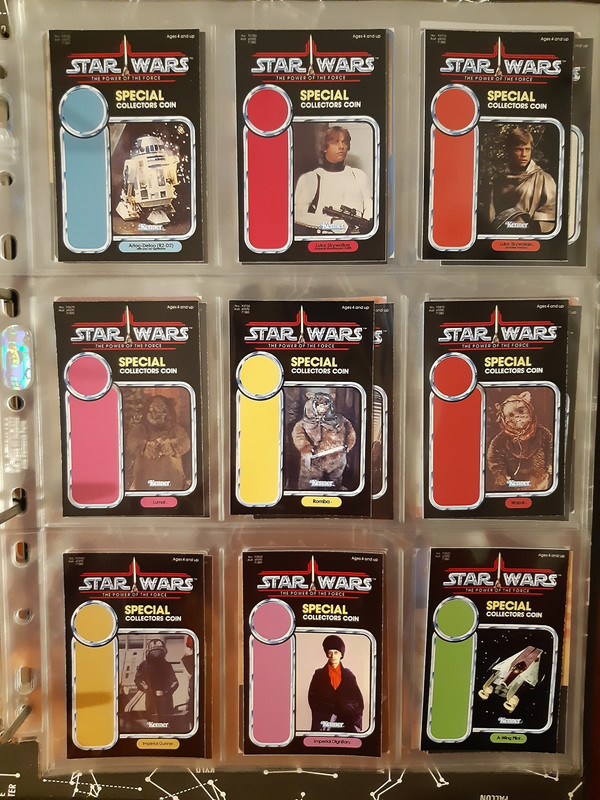 Ages 4 and up
STAR WARS
THE POWER OF THE FORCE
SPECIAL
COLLECTORS COIN
Kenner
Artoo-Detoo (R2-D2)
Ages 4 and up
STAR WARS
THE POWER OF THE FORCE
SPECIAL
COLLECTORS COIN
Kenner
Luke Skywalker
Ages 4 and up
STAR WARS
THE POWER OF THE FORCE
SPECIAL
COLLECTORS COIN
Kenner
Luke Skywalker
Ages 4 and up
STAR WARS
THE POWER OF THE FORCE
SPECIAL
COLLECTORS COIN
Kenner
Lumat
Ages 4 and up
STAR WARS
THE POWER OF THE FORCE
SPECIAL
COLLECTORS COIN
Kenner
Romba
Ages 4 and up
STAR WARS
THE POWER OF THE FORCE
SPECIAL
COLLECTORS COIN
Kenner
Ages 4 and up
STAR WARS
THE POWER OF THE FORCE
SPECIAL
COLLECTORS COIN
Kenner
Imperial Gunner
Ages 4 and up
STAR WARS
THE POWER OF THE FORCE
SPECIAL
COLLECTORS COIN
Kenner
Imperial Dignitary
Ages 4 and up
STAR WARS
THE POWER OF THE FORCE
SPECIAL
COLLECTORS COIN
Kenner
A-Wing Pilot
KYLO
FALLON